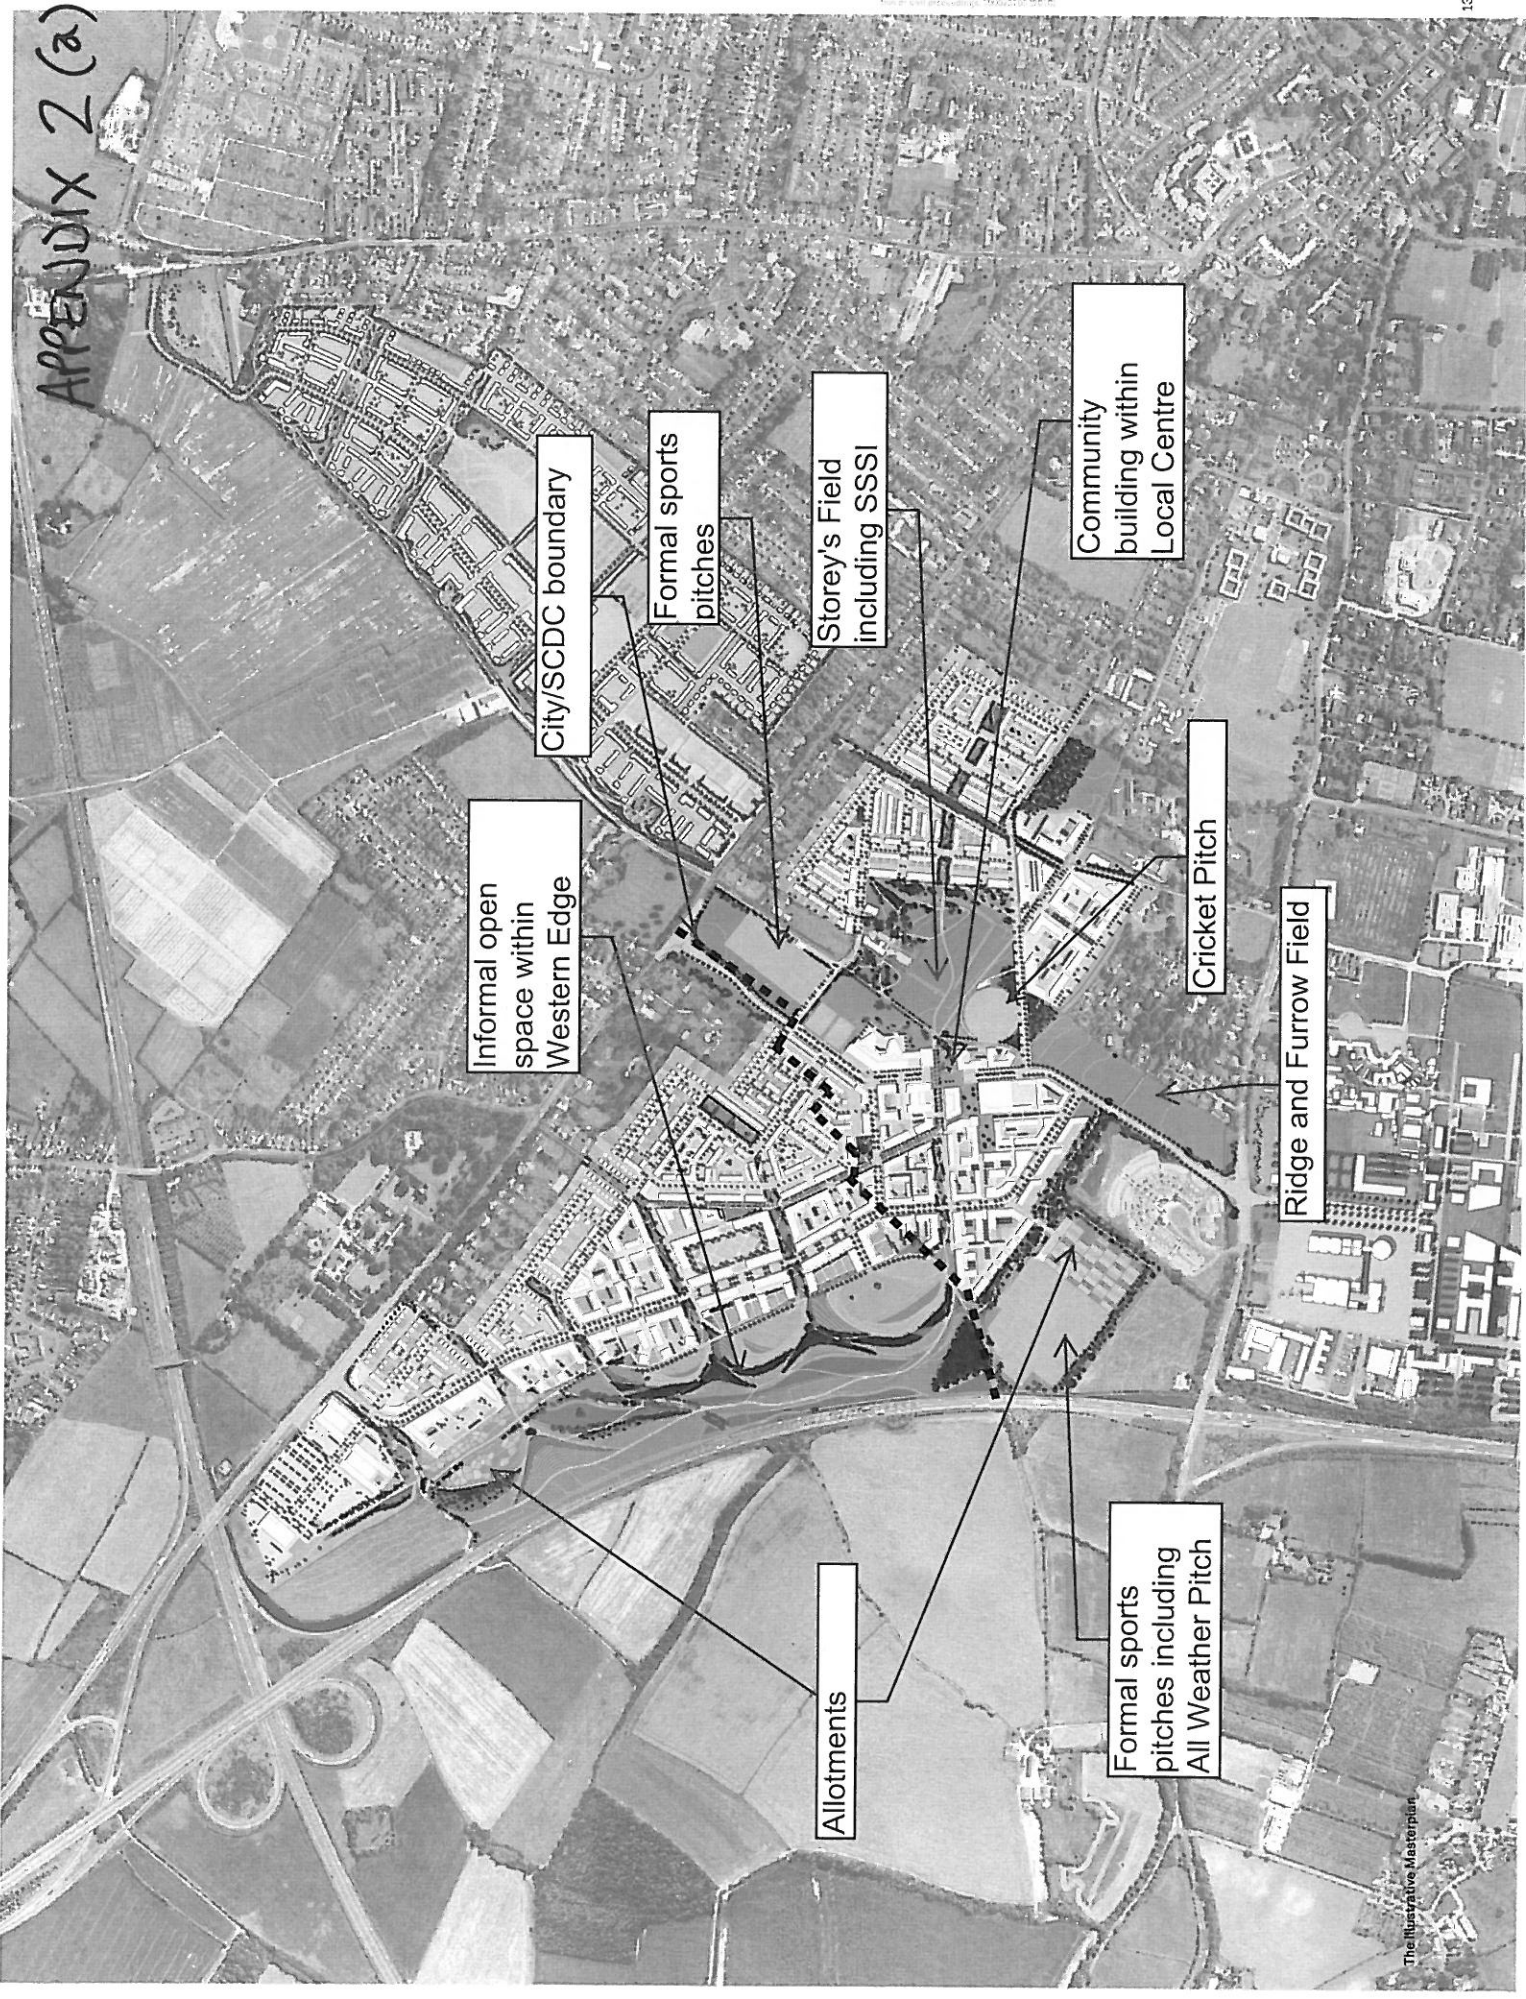 APPENDIX 2 (a)
City/SCDC boundary
Formal sports
pitches
Storey's Field
including SSSI
Community
building within
Local Centre
Informal open
space within
Western Edge
Cricket Pitch
Ridge and Furrow Field
Allotments
Formal sports
pitches including
All Weather Pitch
The Illustrative Masterplan
13